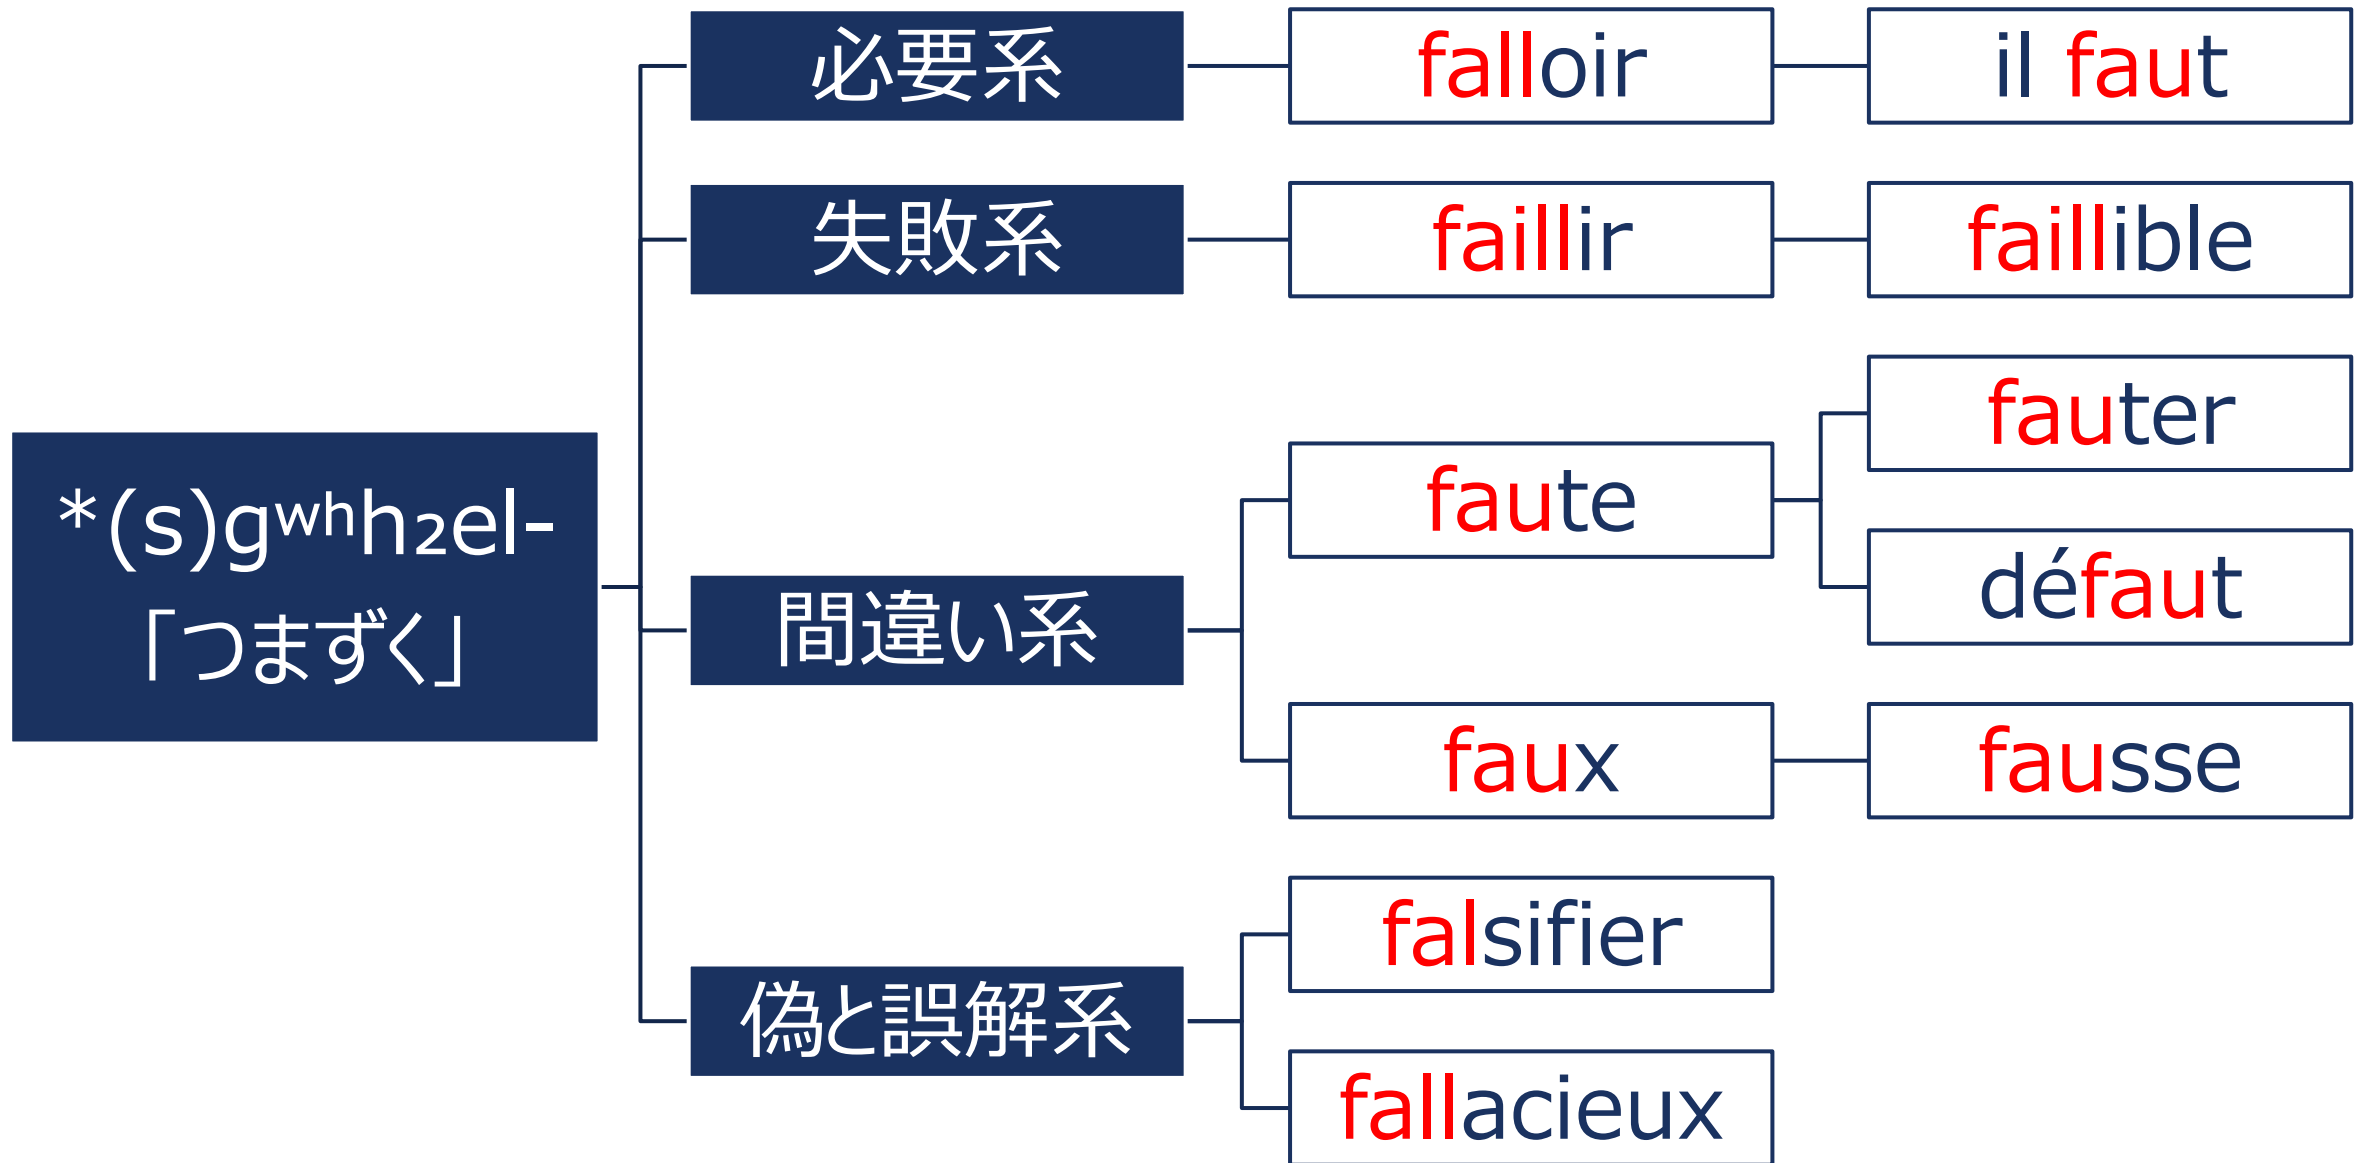 *(s)gʷʰh₂el-
「つまずく」
必要系
falloir
il faut
失敗系
faillir
faillible
間違い系
faute
fauter
défaut
faux
fausse
偽と誤解系
falsifier
fallacieux